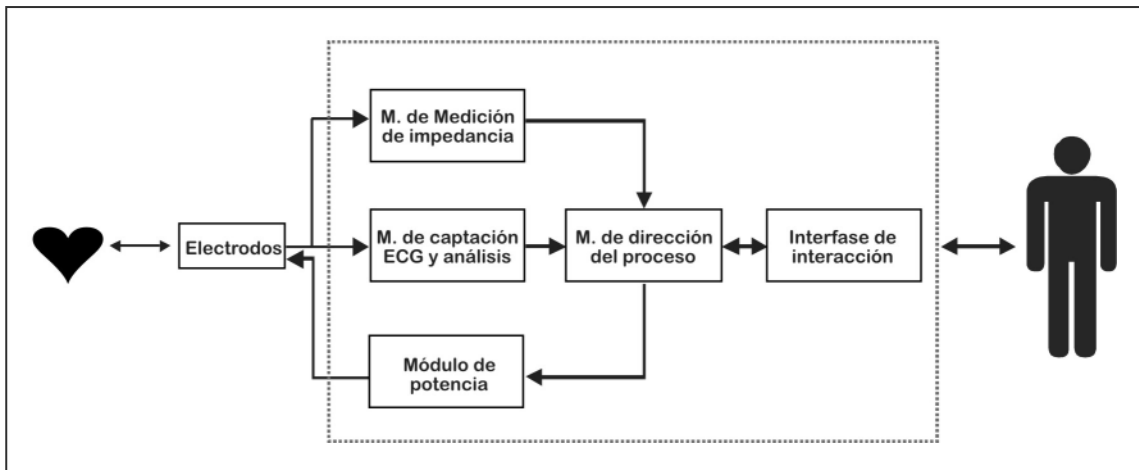 M. de Medición
de impedancia
Electrodos
M. de captación
ECG y análisis
M. de dirección
del proceso
Interfase de
interacción
Módulo de
potencia